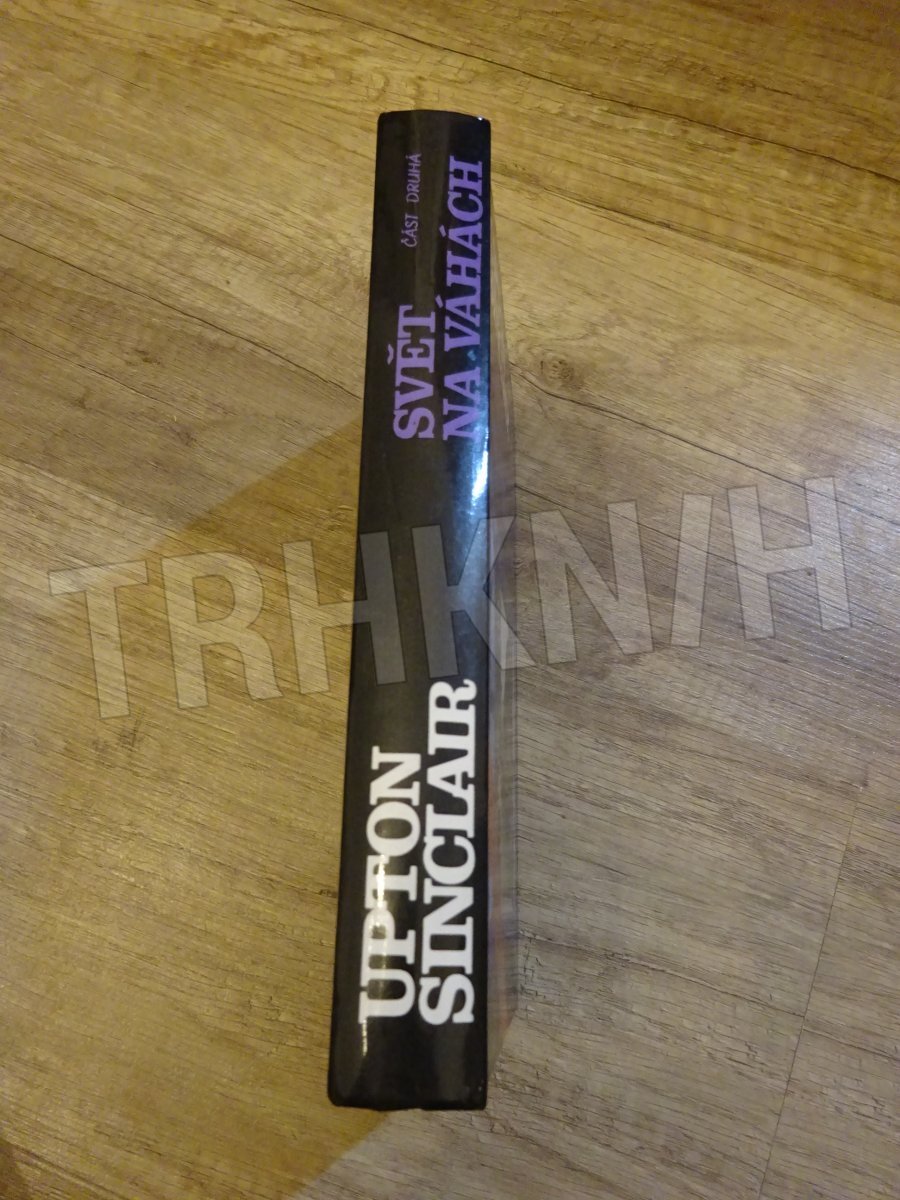 UPTON
SINCLAIR
SVĚT
NA VÁHÁCH
ČÁST DRUHÁ
TRHKNIH